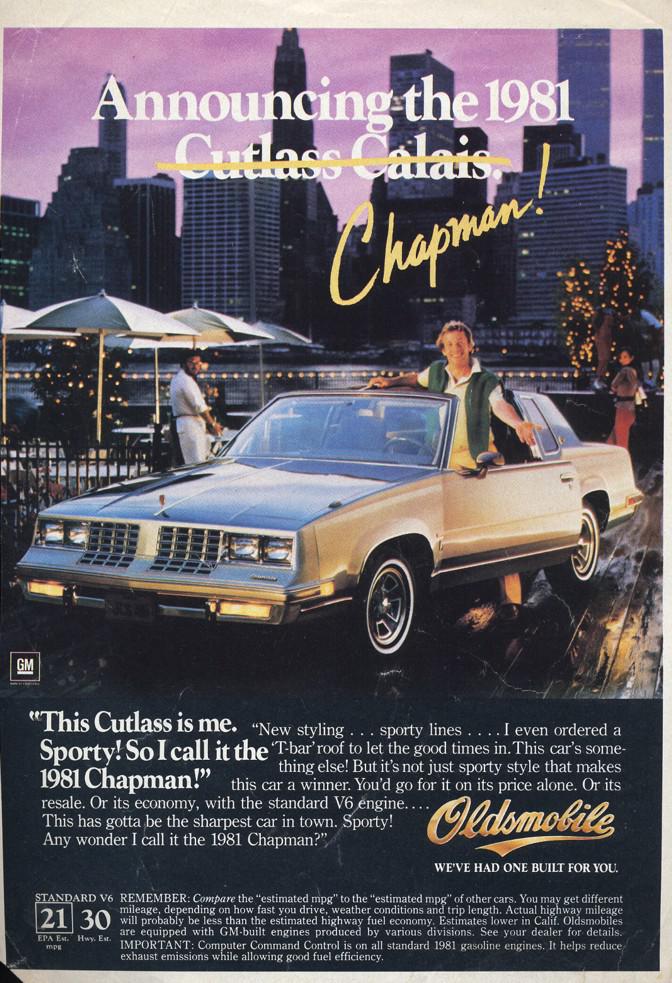 Announcing the 1981
Cutlass Calais.
Chapman!
GM
"This Cutlass is me.
Sporty! So I call it the
1981 Chapman!"
"New styling . . . sporty lines . . . . I even ordered a
'T-bar' roof to let the good times in. This car's some-
thing else! But it's not just sporty style that makes
this car a winner. You'd go for it on its price alone. Or its
resale. Or its economy, with the standard V6 engine. . . .
This has gotta be the sharpest car in town. Sporty!
Any wonder I call it the 1981 Chapman?"
Oldsmobile
WE'VE HAD ONE BUILT FOR YOU.
STANDARD V6
21 30
EPA Est. Hwy. Est.
mpg
REMEMBER: Compare the "estimated mpg" to the "estimated mpg" of other cars. You may get different
mileage, depending on how fast you drive, weather conditions and trip length. Actual highway mileage
will probably be less than the estimated highway fuel economy. Estimates lower in Calif. Oldsmobiles
are equipped with GM-built engines produced by various divisions. See your dealer for details.
IMPORTANT: Computer Command Control is on all standard 1981 gasoline engines. It helps reduce
exhaust emissions while allowing good fuel efficiency.